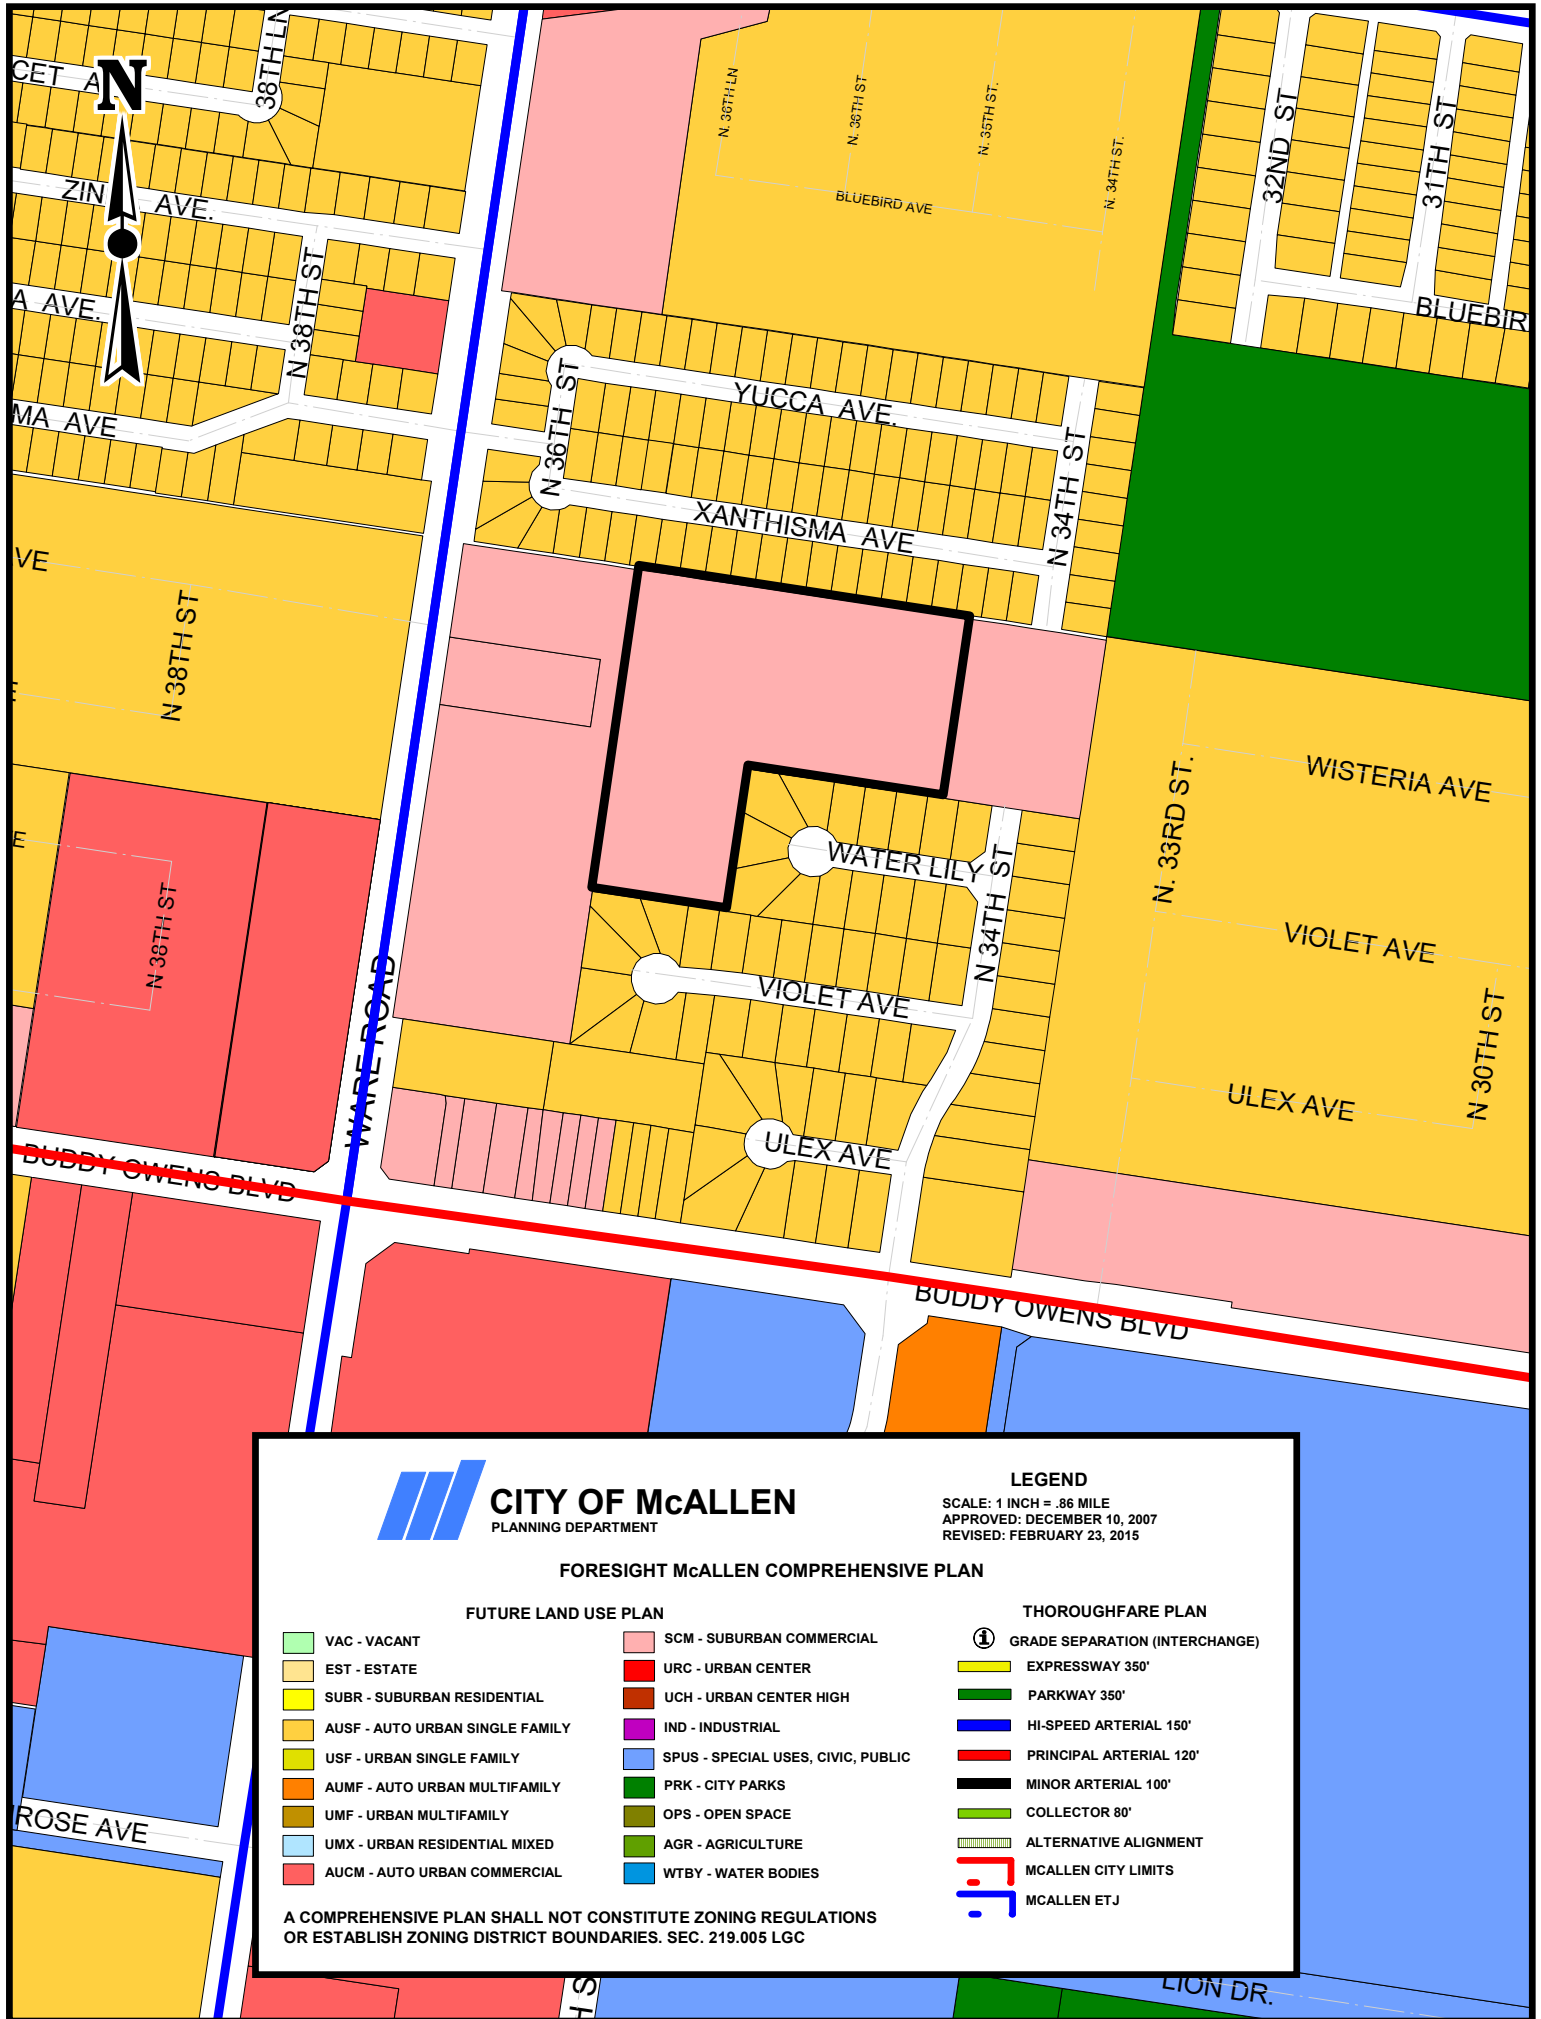 38TH LN
CET A
N
ZIN
AVE.
A AVE.
N 38TH ST
MA AVE
N. 36TH LN
N. 36TH ST
N. 35TH ST.
N. 34TH ST.
BLUEBIRD AVE
32ND ST
31TH ST
BLUEBIR
N 36TH ST
YUCCA AVE.
XANTHISMA AVE
N 34TH ST
VE
N 38TH ST
E
E
N 38TH ST
WARE ROAD
WATER LILY
N 34TH ST
VIOLET AVE
ULEX AVE
N. 33RD ST.
WISTERIA AVE
VIOLET AVE
ULEX AVE
N 30TH ST
BUDDY OWENS BLVD
BUDDY OWENS BLVD
CITY OF McALLEN
PLANNING DEPARTMENT
LEGEND
SCALE: 1 INCH = .86 MILE
APPROVED: DECEMBER 10, 2007
REVISED: FEBRUARY 23, 2015
FORESIGHT McALLEN COMPREHENSIVE PLAN
FUTURE LAND USE PLAN
VAC - VACANT
EST - ESTATE
SUBR - SUBURBAN RESIDENTIAL
AUSF - AUTO URBAN SINGLE FAMILY
USF - URBAN SINGLE FAMILY
AUMF - AUTO URBAN MULTIFAMILY
UMF - URBAN MULTIFAMILY
UMX - URBAN RESIDENTIAL MIXED
AUCM - AUTO URBAN COMMERCIAL
SCM - SUBURBAN COMMERCIAL
URC - URBAN CENTER
UCH - URBAN CENTER HIGH
IND - INDUSTRIAL
SPUS - SPECIAL USES, CIVIC, PUBLIC
PRK - CITY PARKS
OPS - OPEN SPACE
AGR - AGRICULTURE
WTBY - WATER BODIES
THOROUGHFARE PLAN
GRADE SEPARATION (INTERCHANGE)
EXPRESSWAY 350'
PARKWAY 350'
HI-SPEED ARTERIAL 150'
PRINCIPAL ARTERIAL 120'
MINOR ARTERIAL 100'
COLLECTOR 80'
ALTERNATIVE ALIGNMENT
MCALLEN CITY LIMITS
MCALLEN ETJ
A COMPREHENSIVE PLAN SHALL NOT CONSTITUTE ZONING REGULATIONS
OR ESTABLISH ZONING DISTRICT BOUNDARIES. SEC. 219.005 LGC
ROSE AVE
H S
LION DR.